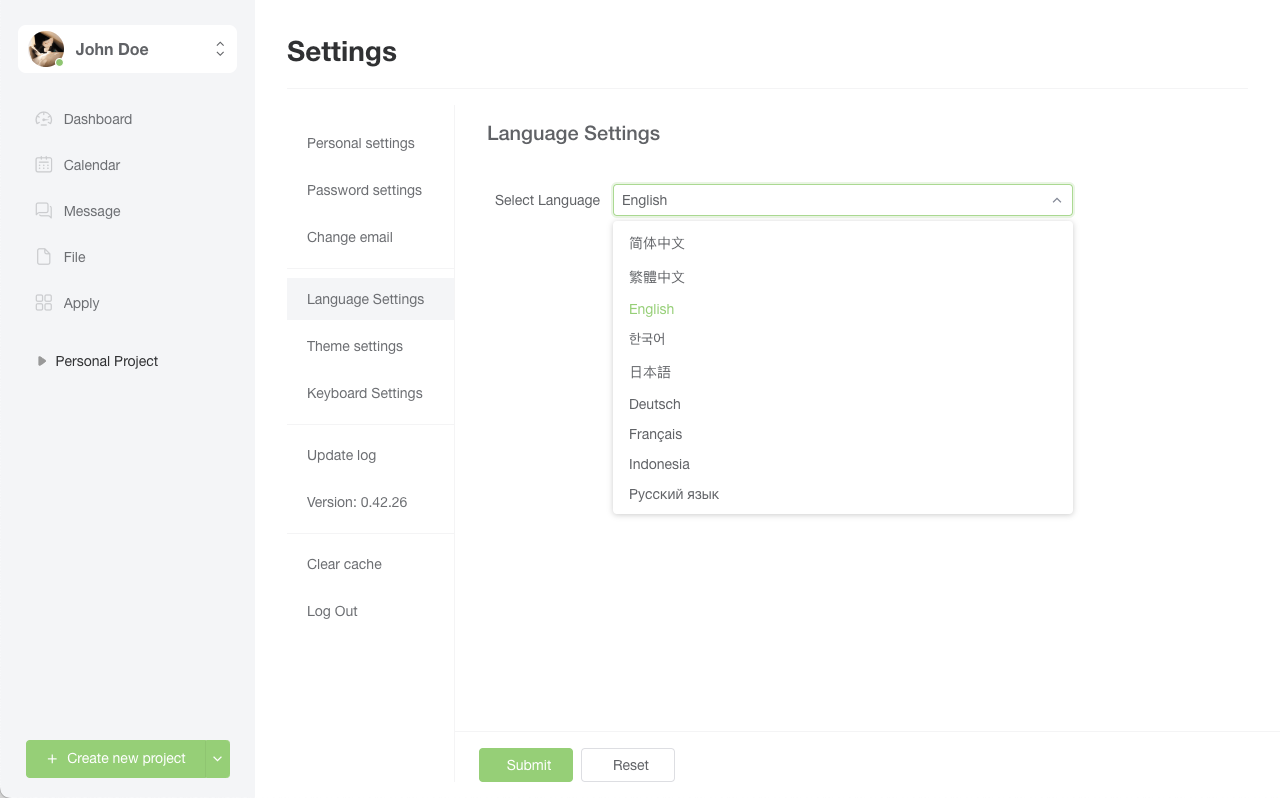 John Doe
Dashboard
Calendar
Message
File
Apply
Personal Project
Create new project
Settings
Personal settings
Password settings
Change email
Language Settings
Theme settings
Keyboard Settings
Update log
Version: 0.42.26
Clear cache
Log Out
Language Settings
Select Language English
简体中文
繁體中文
English
한국어
日本語
Deutsch
Français
Indonesia
Русский язык
Submit Reset